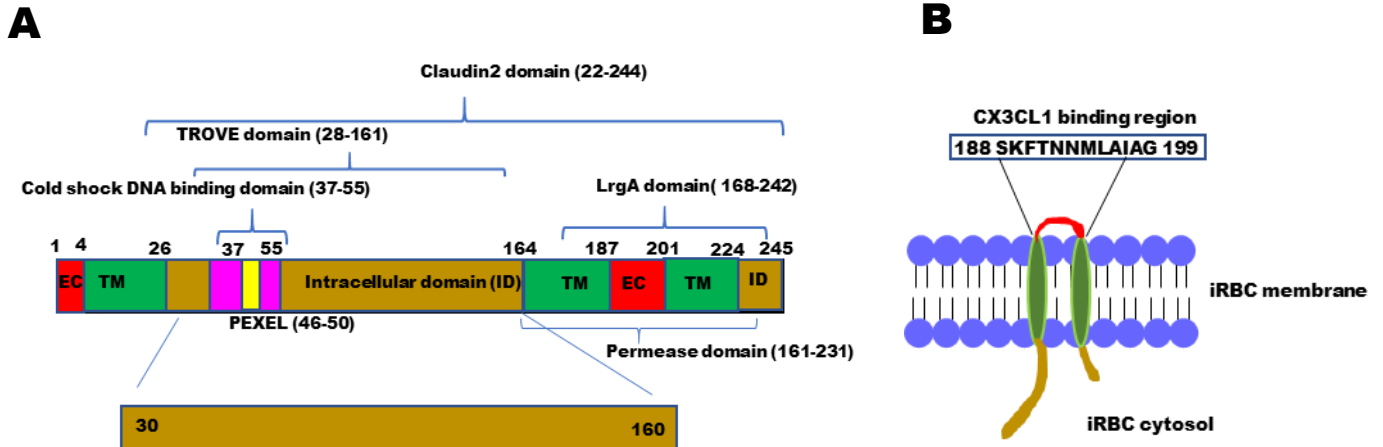 A
B
Claudin2 domain (22-244)
TROVE domain (28-161)
CX3CL1 binding region
188 SKFTNNMLAIAG 199
Cold shock DNA binding domain (37-55)
LrgA domain( 168-242)
1 4 26 37 55 164 187 201 224 245
EC TM Intracellular domain (ID) TM EC TM ID
PEXEL (46-50)
Permease domain (161-231)
iRBC membrane
30 160
iRBC cytosol